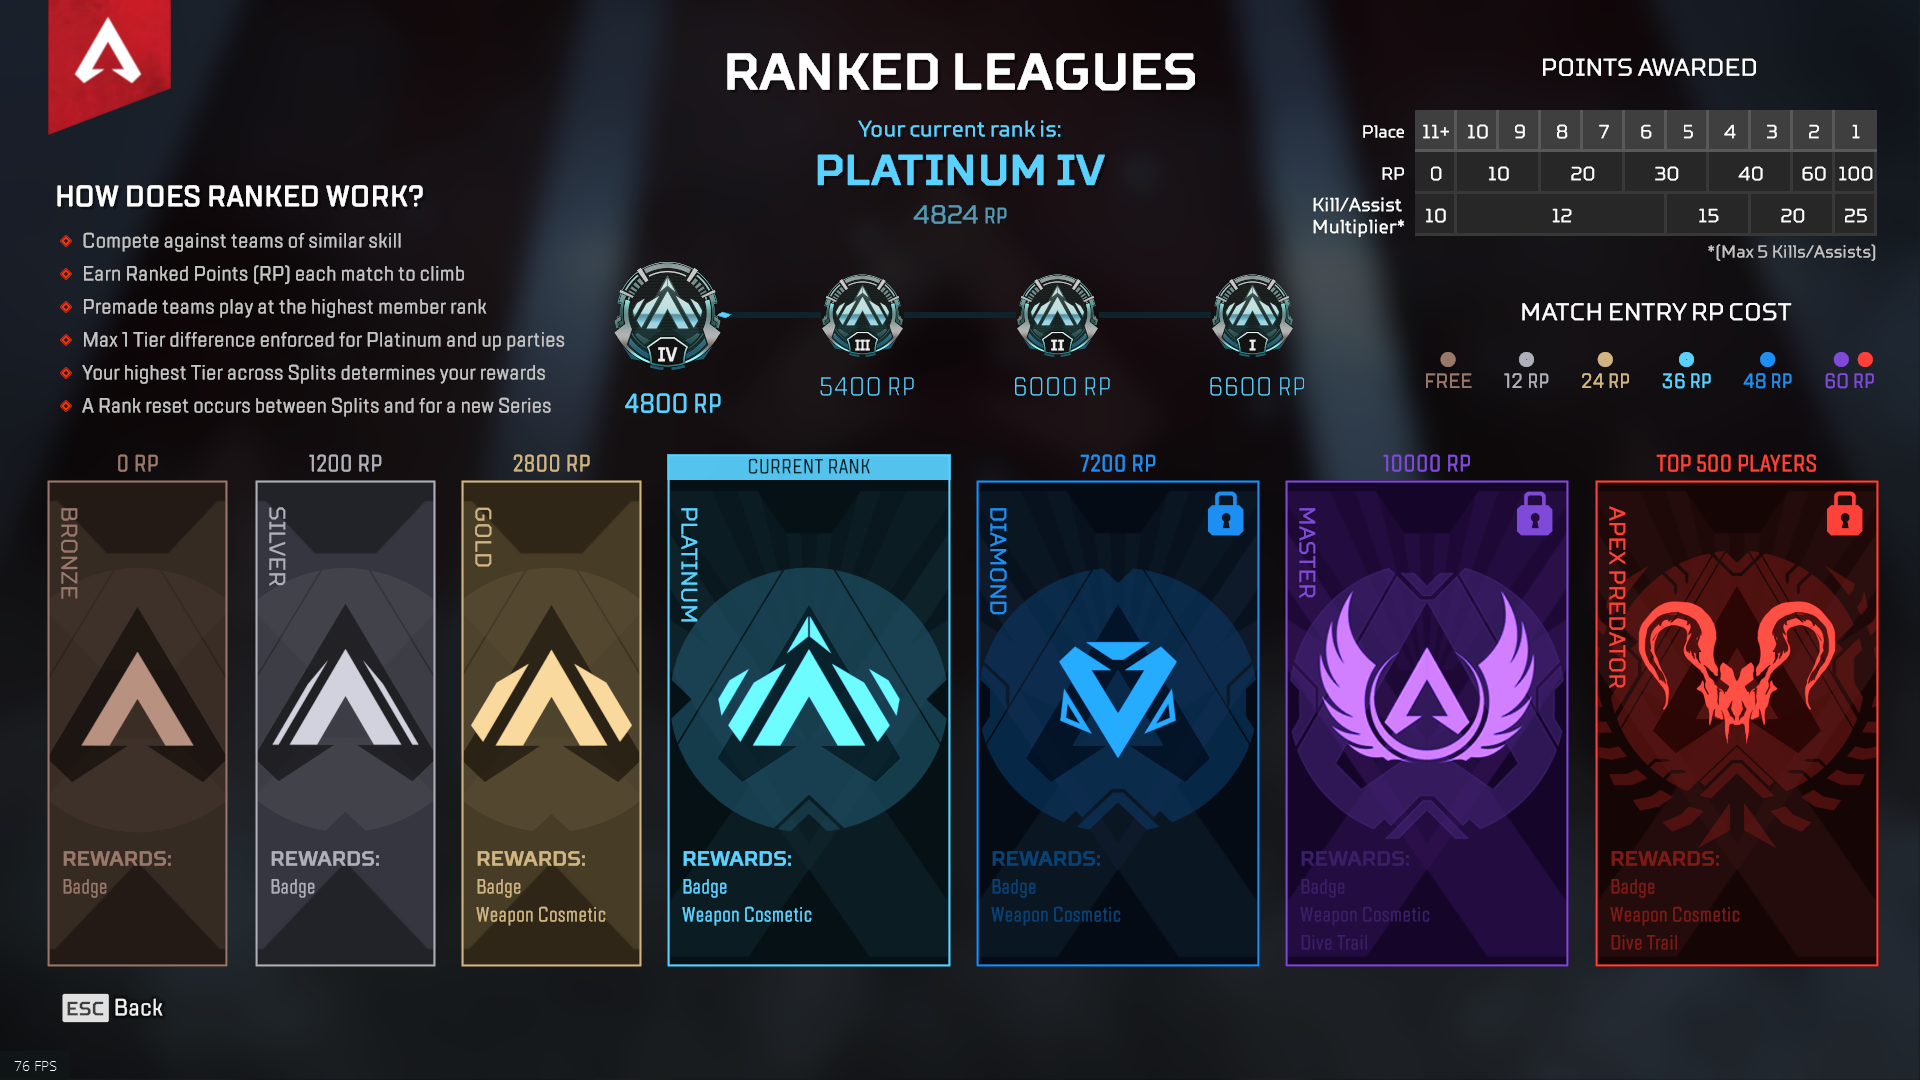 RANKED LEAGUES
Your current rank is:
PLATINUM IV
4824 RP
HOW DOES RANKED WORK?
Compete against teams of similar skill
Earn Ranked Points (RP) each match to climb
Premade teams play at the highest member rank
Max 1 Tier difference enforced for Platinum and up parties
Your highest Tier across Splits determines your rewards
A Rank reset occurs between Splits and for a new Series
IV
III
II
I
4800 RP
5400 RP
6000 RP
6600 RP
POINTS AWARDED
Place 11+ 10 9 8 7 6 5 4 3 2 1
RP 0 10 20 30 40 60 100
Kill/Assist
Multiplier* 10 12 15 20 25
*(Max 5 Kills/Assists)
MATCH ENTRY RP COST
FREE 12 RP 24 RP 36 RP 48 RP 60 RP
0 RP
BRONZE
REWARDS:
Badge
1200 RP
SILVER
REWARDS:
Badge
2800 RP
GOLD
REWARDS:
Badge
Weapon Cosmetic
CURRENT RANK
PLATINUM
REWARDS:
Badge
Weapon Cosmetic
7200 RP
DIAMOND
REWARDS:
Badge
Weapon Cosmetic
10000 RP
MASTER
REWARDS:
Badge
Weapon Cosmetic
Dive Trail
TOP 500 PLAYERS
APEX PREDATOR
REWARDS:
Badge
Weapon Cosmetic
Dive Trail
ESC Back
76 FPS